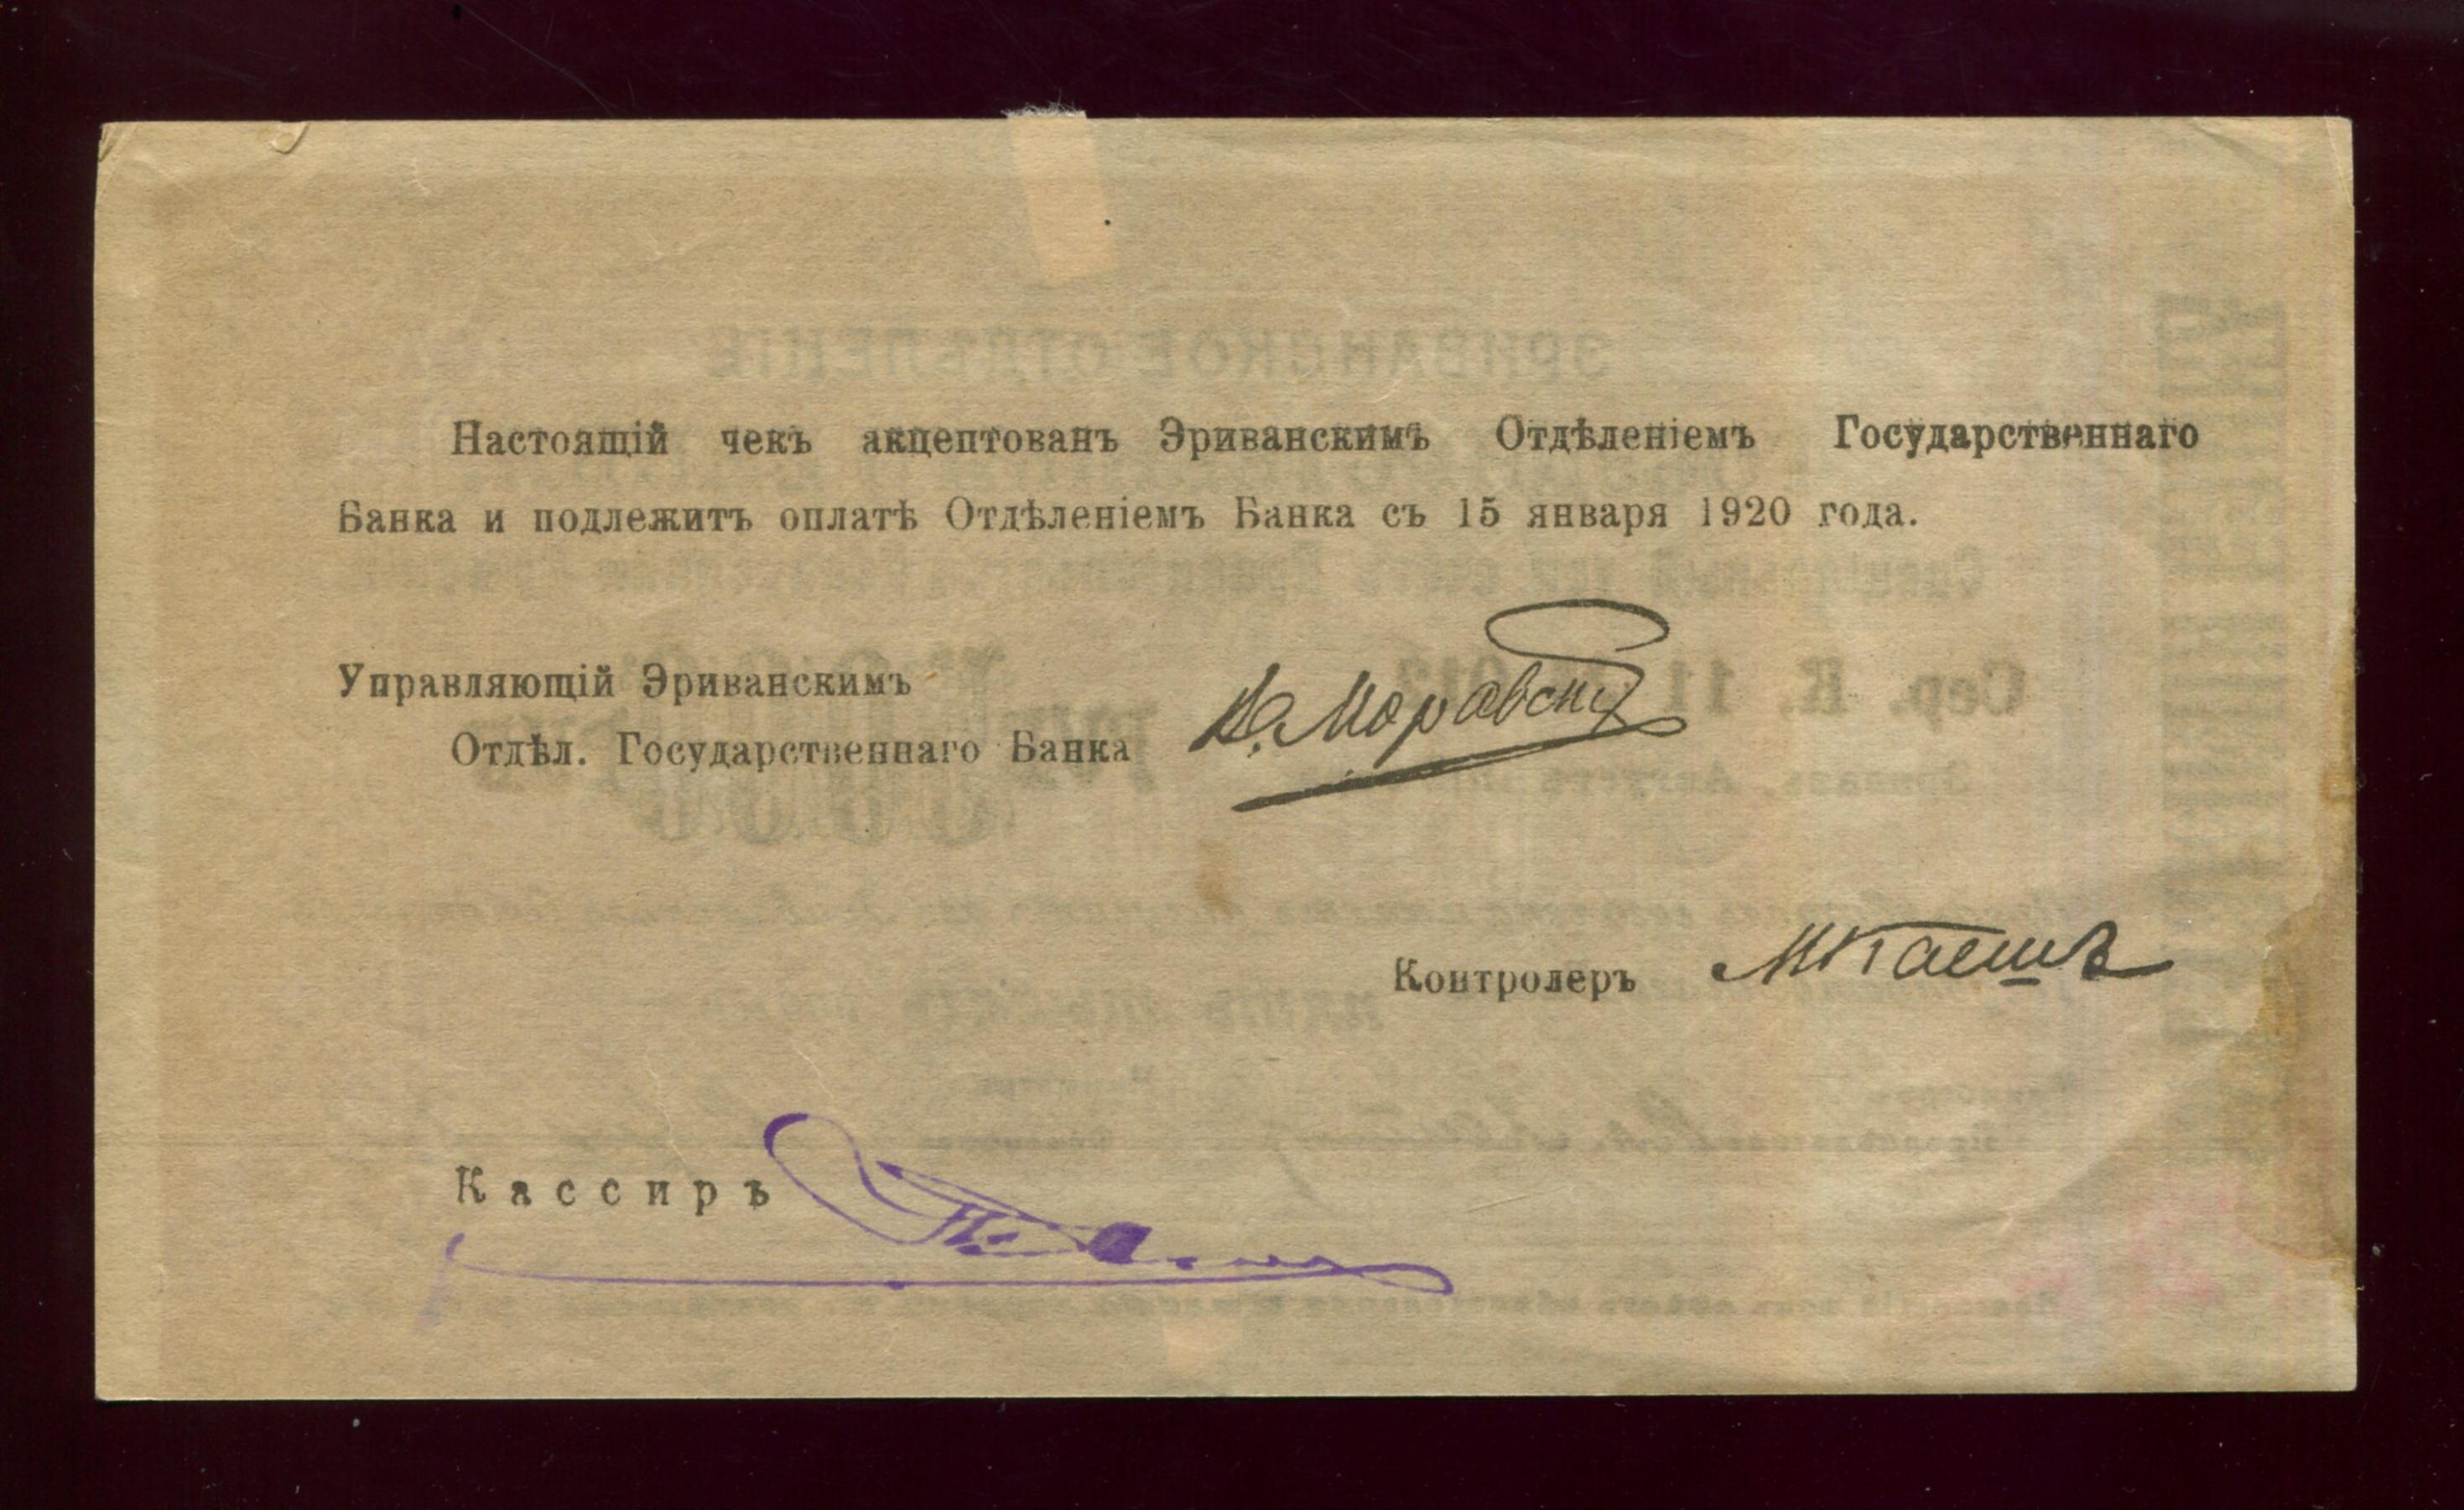 Настоящій чекъ акцептованъ Эриванскимъ Отдѣленіемъ Государственнаго
Банка и подлежитъ оплатѣ Отдѣленіемъ Банка съ 15 января 1920 года.
Управляющій Эриванскимъ
Отдѣл. Государственнаго Банка
Контролеръ
Кассиръ